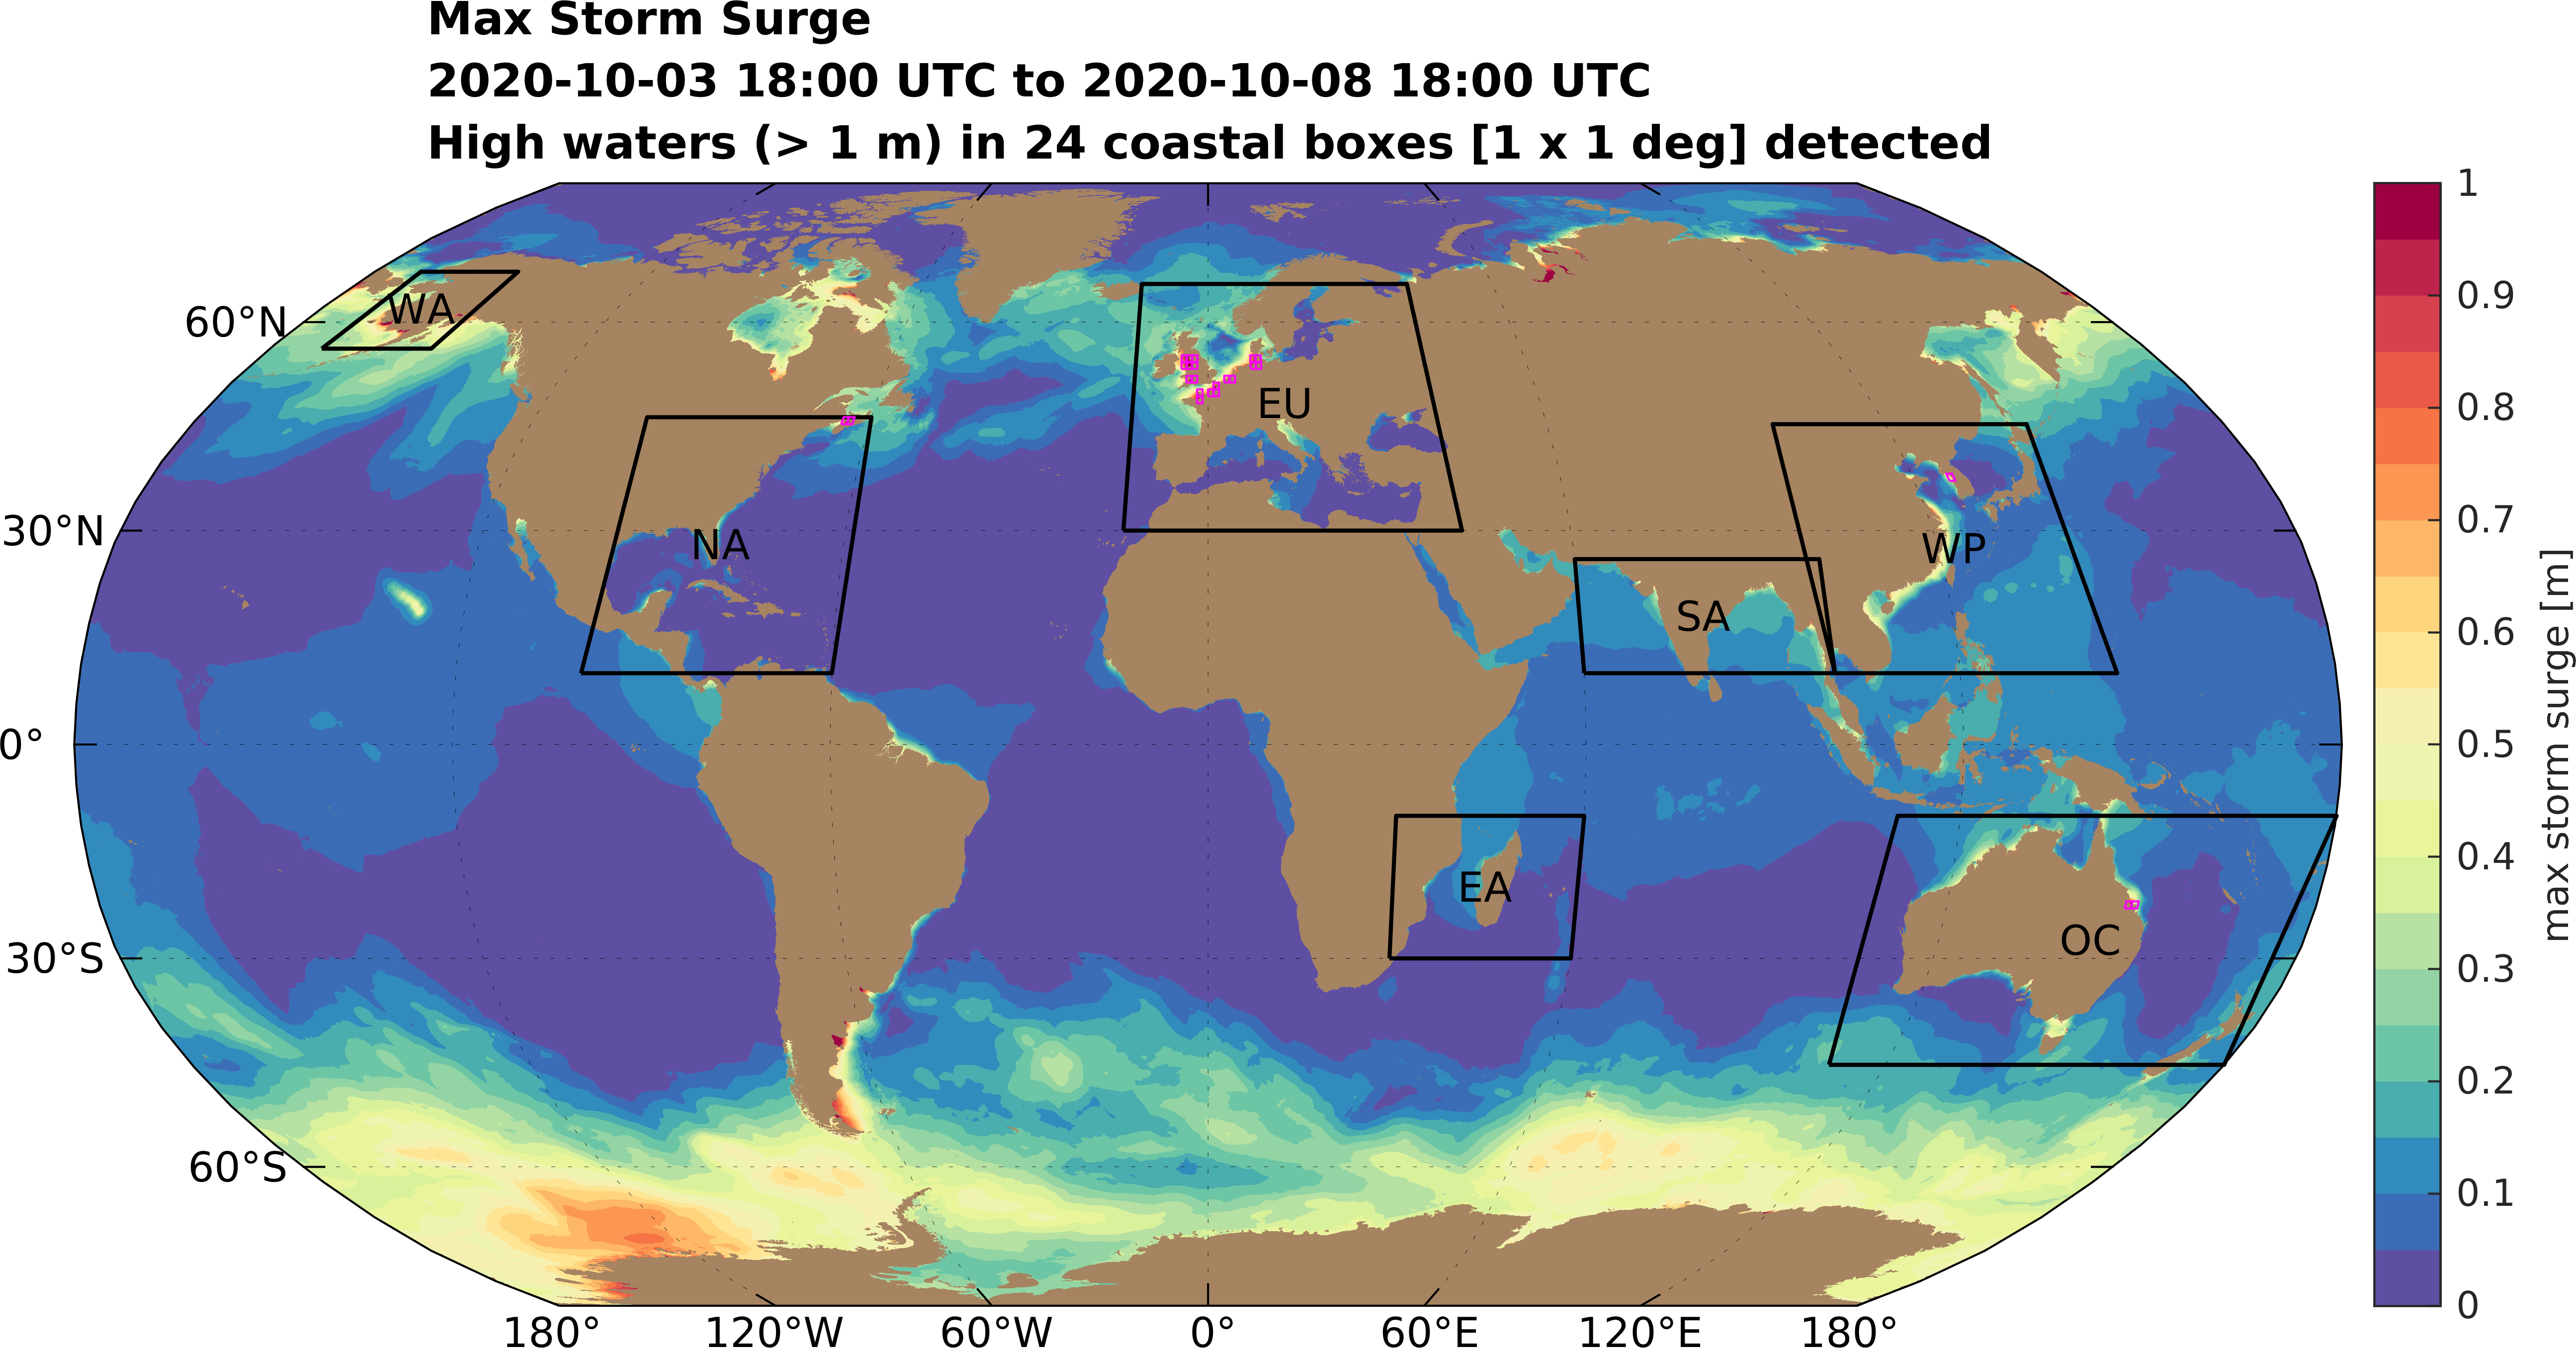 Max Storm Surge
2020-10-03 18:00 UTC to 2020-10-08 18:00 UTC
High waters (> 1 m) in 24 coastal boxes [1 x 1 deg] detected
60°N
30°N
0°
30°S
60°S
WA
NA
EU
SA
WP
EA
OC
180°
120°W
60°W
0°
60°E
120°E
180°
1
0.9
0.8
0.7
0.6
0.5
0.4
0.3
0.2
0.1
0
max storm surge [m]